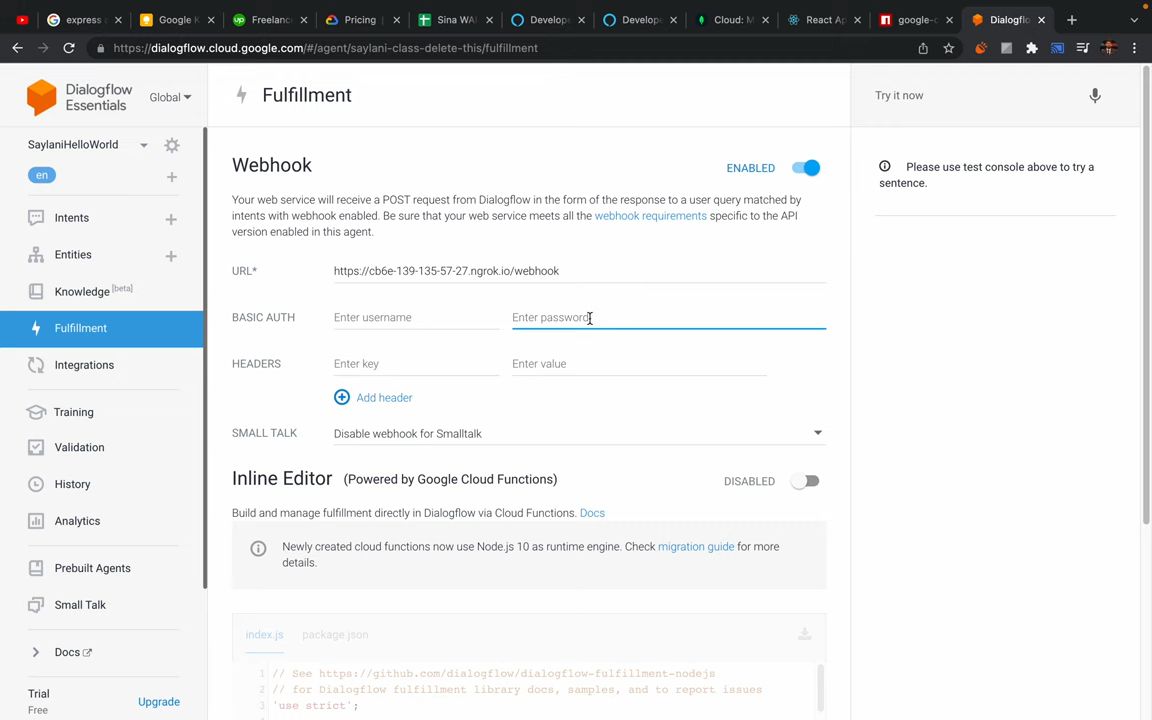 express a
Google K
Freelanc
Pricing
Sina WA
Develope
Develope
Cloud: M
React Ap
google-c
Dialogflo
https://dialogflow.cloud.google.com/#/agent/saylani-class-delete-this/fulfillment
Dialogflow
Essentials
Global
Fulfillment
Try it now
SaylaniHelloWorld
en
Intents
Entities
Knowledge [beta]
Fulfillment
Integrations
Training
Validation
History
Analytics
Prebuilt Agents
Small Talk
Docs
Trial
Free
Upgrade
Webhook
ENABLED
Your web service will receive a POST request from Dialogflow in the form of the response to a user query matched by
intents with webhook enabled. Be sure that your web service meets all the webhook requirements specific to the API
version enabled in this agent.
URL* https://cb6e-139-135-57-27.ngrok.io/webhook
BASIC AUTH Enter username Enter password
HEADERS Enter key Enter value
Add header
SMALL TALK Disable webhook for Smalltalk
Inline Editor (Powered by Google Cloud Functions) DISABLED
Build and manage fulfillment directly in Dialogflow via Cloud Functions. Docs
Newly created cloud functions now use Node.js 10 as runtime engine. Check migration guide for more
details.
index.js package.json
1 // See https://github.com/dialogflow/dialogflow-fulfillment-nodejs
2 // for Dialogflow fulfillment library docs, samples, and to report issues
3 'use strict';
Please use test console above to try a
sentence.